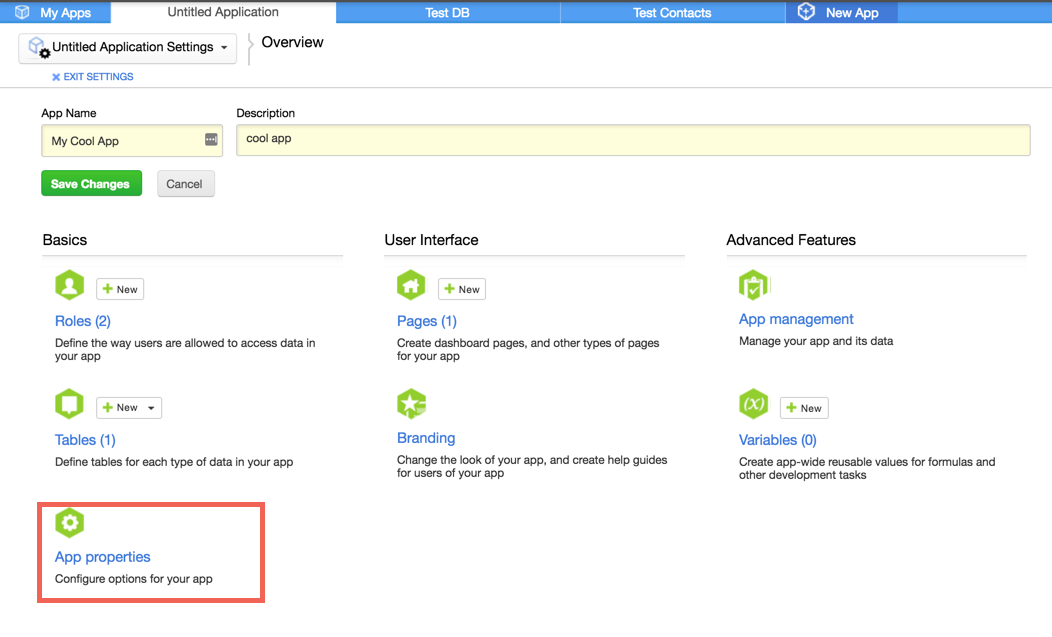 My Apps
Untitled Application
Test DB
Test Contacts
New App
Untitled Application Settings
Overview
EXIT SETTINGS
App Name
Description
My Cool App
cool app
Save Changes
Cancel
Basics
User Interface
Advanced Features
New
Roles (2)
Define the way users are allowed to access data in
your app
New
Pages (1)
Create dashboard pages, and other types of pages
for your app
App management
Manage your app and its data
New
Tables (1)
Define tables for each type of data in your app
Branding
Change the look of your app, and create help guides
for users of your app
(x)
New
Variables (0)
Create app-wide reusable values for formulas and
other development tasks
App properties
Configure options for your app